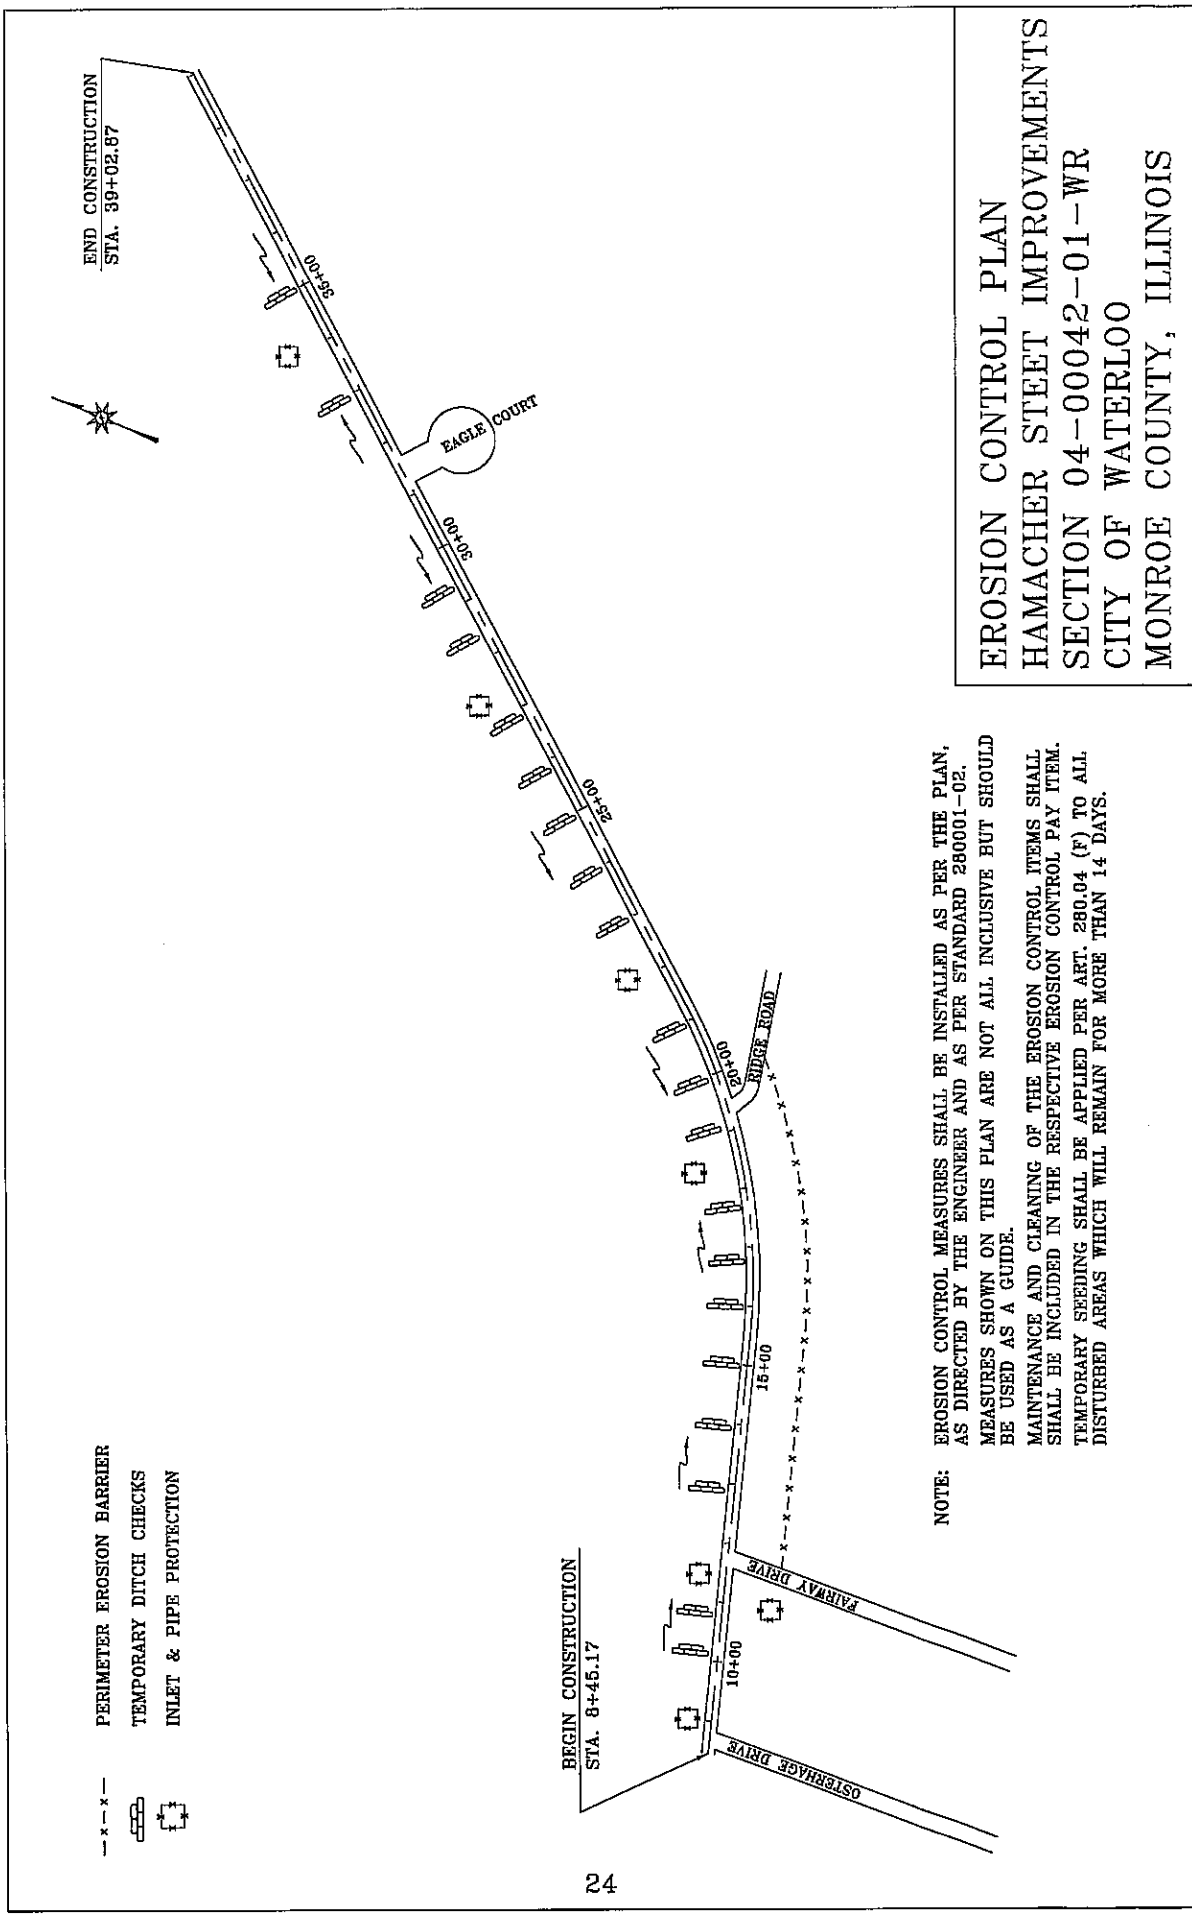 PERIMETER EROSION BARRIER
TEMPORARY DITCH CHECKS
INLET & PIPE PROTECTION
END CONSTRUCTION
STA. 39+02.87
BEGIN CONSTRUCTION
STA. 8+45.17
10+00
15+00
20+00
25+00
30+00
35+00
OSTERHAGE DRIVE
FAIRWAY DRIVE
RIDGE ROAD
EAGLE COURT
NOTE: EROSION CONTROL MEASURES SHALL BE INSTALLED AS PER THE PLAN,
AS DIRECTED BY THE ENGINEER AND AS PER STANDARD 280001-02.
MEASURES SHOWN ON THIS PLAN ARE NOT ALL INCLUSIVE BUT SHOULD
BE USED AS A GUIDE.
MAINTENANCE AND CLEANING OF THE EROSION CONTROL ITEMS SHALL
SHALL BE INCLUDED IN THE RESPECTIVE EROSION CONTROL PAY ITEM.
TEMPORARY SEEDING SHALL BE APPLIED PER ART. 280.04 (F) TO ALL
DISTURBED AREAS WHICH WILL REMAIN FOR MORE THAN 14 DAYS.
EROSION CONTROL PLAN
HAMACHER STEET IMPROVEMENTS
SECTION 04-00042-01-WR
CITY OF WATERLOO
MONROE COUNTY, ILLINOIS
24